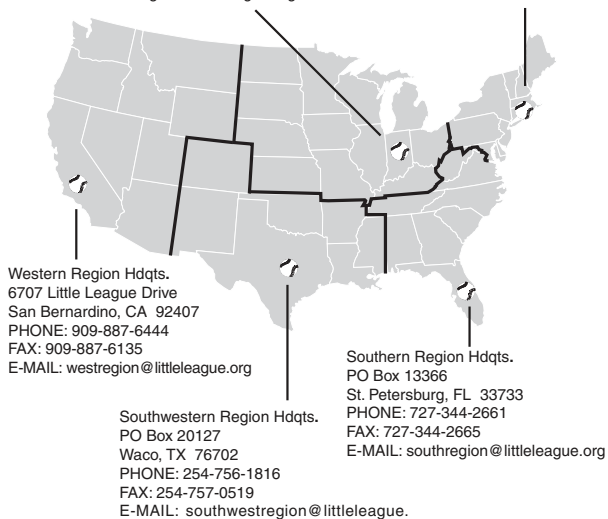 Western Region Hdqts.
6707 Little League Drive
San Bernardino, CA 92407
PHONE: 909-887-6444
FAX: 909-887-6135
E-MAIL: westregion@littleleague.org
Southwestern Region Hdqts.
PO Box 20127
Waco, TX 76702
PHONE: 254-756-1816
FAX: 254-757-0519
E-MAIL: southwestregion@littleleague.
Southern Region Hdqts.
PO Box 13366
St. Petersburg, FL 33733
PHONE: 727-344-2661
FAX: 727-344-2665
E-MAIL: southregion@littleleague.org